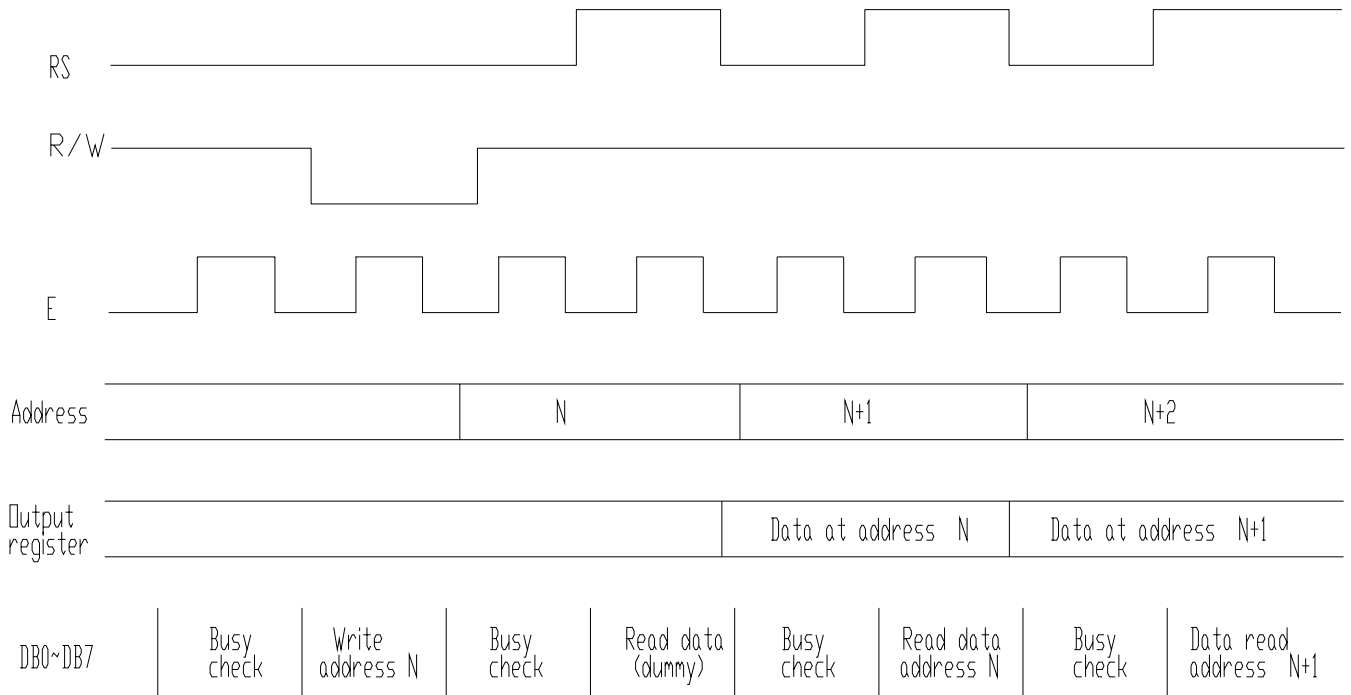 RS
R/W
E
Address N N+1 N+2
Output
register
Data at address N Data at address N+1
DB0~DB7
Busy
check
Write
address N
Busy
check
Read data
(dummy)
Busy
check
Read data
address N
Busy
check
Data read
address N+1